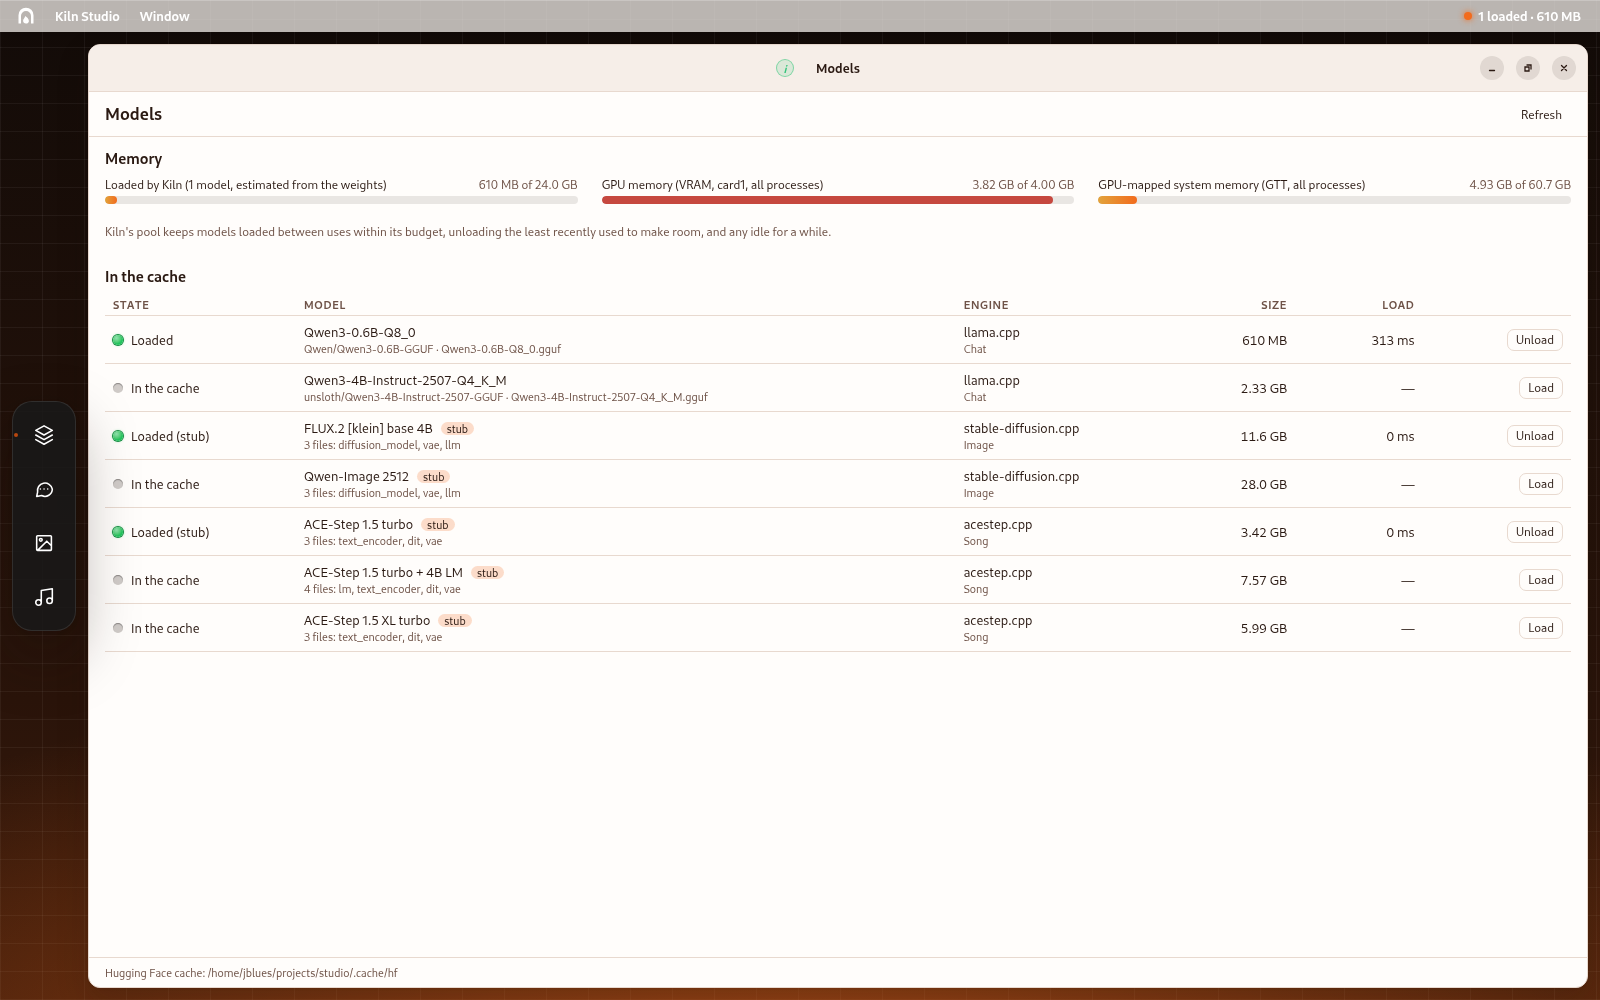 Kiln Studio Window 1 loaded · 610 MB
i Models
Models Refresh
Memory
Loaded by Kiln (1 model, estimated from the weights) 610 MB of 24.0 GB GPU memory (VRAM, card1, all processes) 3.82 GB of 4.00 GB GPU-mapped system memory (GTT, all processes) 4.93 GB of 60.7 GB
Kiln's pool keeps models loaded between uses within its budget, unloading the least recently used to make room, and any idle for a while.
In the cache
STATE MODEL ENGINE SIZE LOAD
Loaded Qwen3-0.6B-Q8_0 llama.cpp 610 MB 313 ms Unload
Qwen/Qwen3-0.6B-GGUF · Qwen3-0.6B-Q8_0.gguf Chat
In the cache Qwen3-4B-Instruct-2507-Q4_K_M llama.cpp 2.33 GB — Load
unsloth/Qwen3-4B-Instruct-2507-GGUF · Qwen3-4B-Instruct-2507-Q4_K_M.gguf Chat
Loaded (stub) FLUX.2 [klein] base 4B stub stable-diffusion.cpp 11.6 GB 0 ms Unload
3 files: diffusion_model, vae, llm Image
In the cache Qwen-Image 2512 stub stable-diffusion.cpp 28.0 GB — Load
3 files: diffusion_model, vae, llm Image
Loaded (stub) ACE-Step 1.5 turbo stub acestep.cpp 3.42 GB 0 ms Unload
3 files: text_encoder, dit, vae Song
In the cache ACE-Step 1.5 turbo + 4B LM stub acestep.cpp 7.57 GB — Load
4 files: lm, text_encoder, dit, vae Song
In the cache ACE-Step 1.5 XL turbo stub acestep.cpp 5.99 GB — Load
3 files: text_encoder, dit, vae Song
Hugging Face cache: /home/jblues/projects/studio/.cache/hf